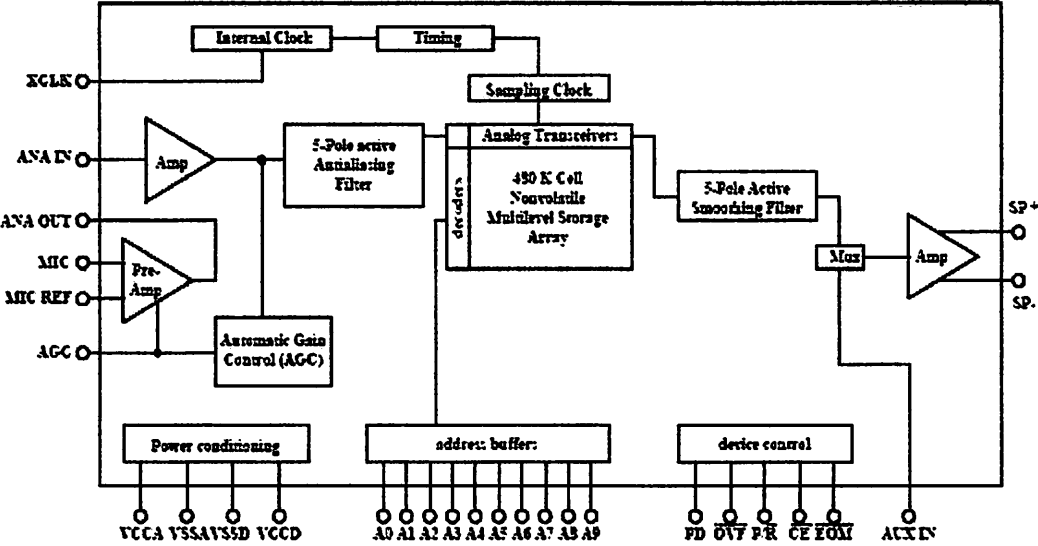 Internal Clock
Timing
XCLK
Sampling Clock
ANA IN
Amp
5-Pole active
Antialiasing
Filter
Analog Transceivers
decoders
480 K Cell
Nonvolatile
Multilevel Storage
Array
5-Pole Active
Smoothing Filter
SP+
ANA OUT
MIC
Pre-
Amp
MIC REF
Mux
Amp
SP-
AGC
Automatic Gain
Control (AGC)
Power conditioning
address buffers
device control
VCCA VSSA VSSD VCCD
A0 A1 A2 A3 A4 A5 A6 A7 A8 A9
PD OVF P/R CE EOM
AUX IN